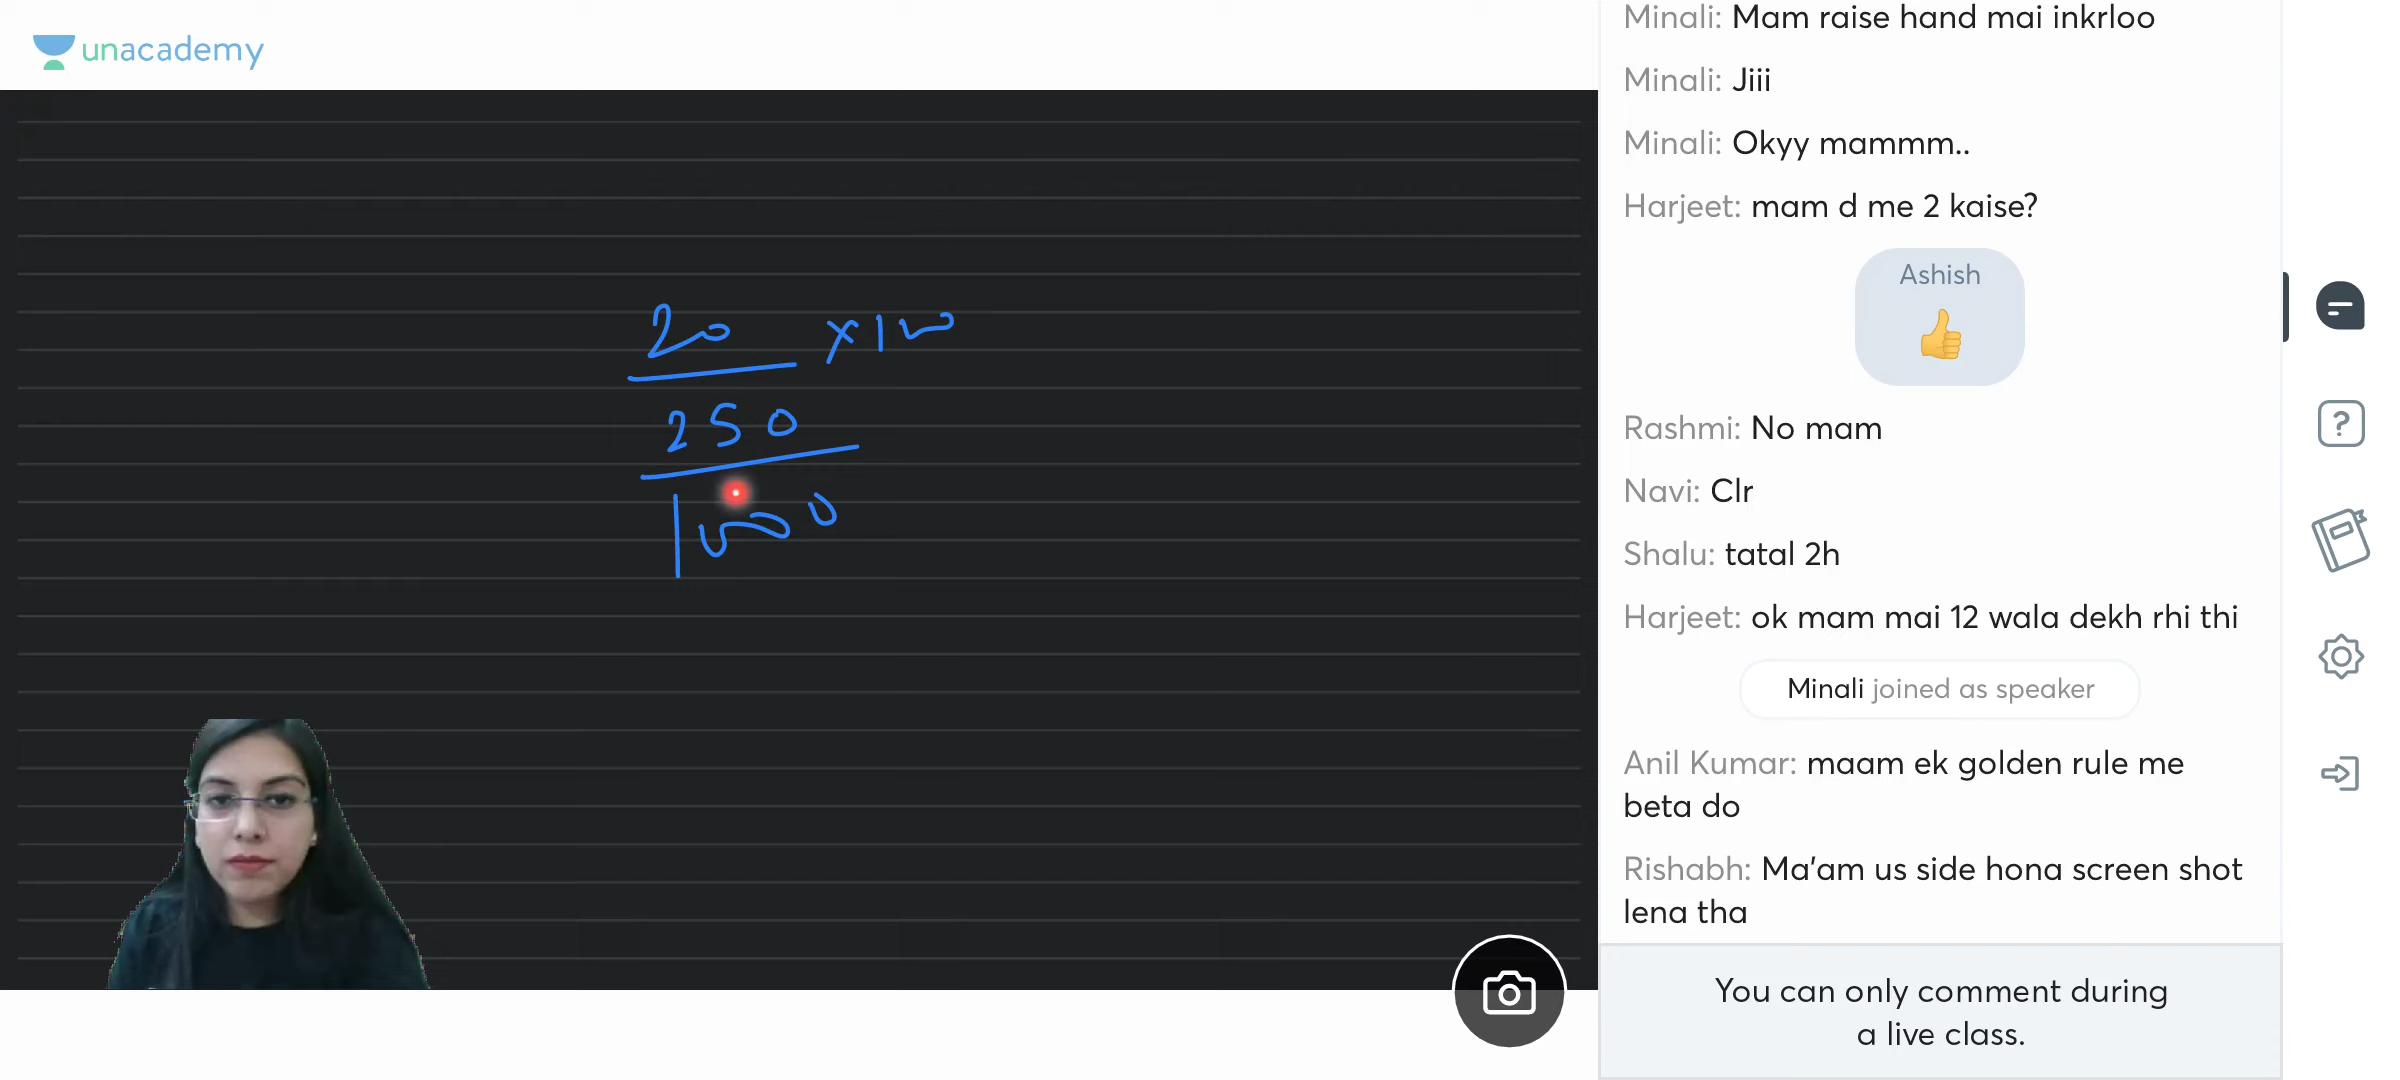 unacademy
20 ×100
250
1000
Minali: Mam raise hand mai inkrloo
Minali: Jiii
Minali: Okyy mammm..
Harjeet: mam d me 2 kaise?
Ashish
Rashmi: No mam
Navi: Clr
Shalu: tatal 2h
Harjeet: ok mam mai 12 wala dekh rhi thi
Minali joined as speaker
Anil Kumar: maam ek golden rule me
beta do
Rishabh: Ma'am us side hona screen shot
lena tha
You can only comment during
a live class.
?